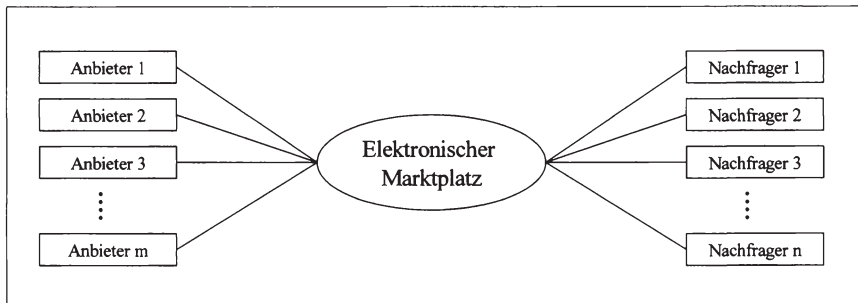 Anbieter 1
Anbieter 2
Anbieter 3
Anbieter m
Elektronischer
Marktplatz
Nachfrager 1
Nachfrager 2
Nachfrager 3
Nachfrager n